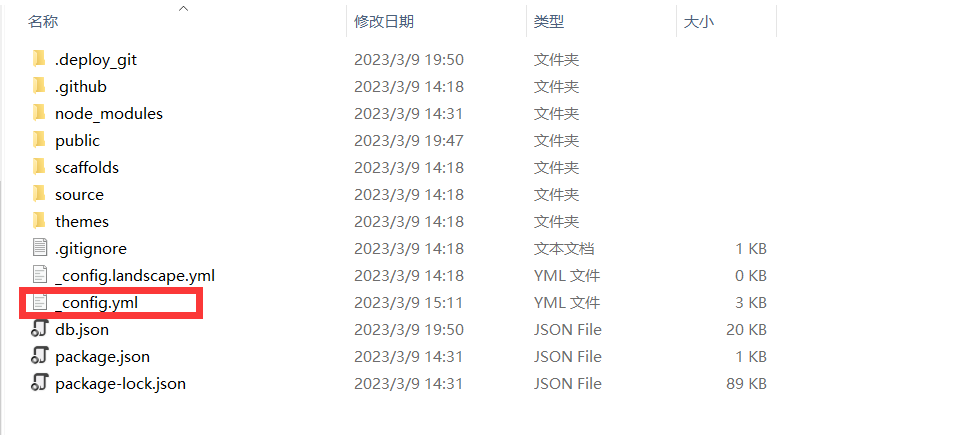 名称 修改日期 类型 大小
.deploy_git 2023/3/9 19:50 文件夹
.github 2023/3/9 14:18 文件夹
node_modules 2023/3/9 14:31 文件夹
public 2023/3/9 19:47 文件夹
scaffolds 2023/3/9 14:18 文件夹
source 2023/3/9 14:18 文件夹
themes 2023/3/9 14:18 文件夹
.gitignore 2023/3/9 14:18 文本文档 1 KB
_config.landscape.yml 2023/3/9 14:18 YML 文件 0 KB
_config.yml 2023/3/9 15:11 YML 文件 3 KB
db.json 2023/3/9 19:50 JSON File 20 KB
package.json 2023/3/9 14:31 JSON File 1 KB
package-lock.json 2023/3/9 14:31 JSON File 89 KB